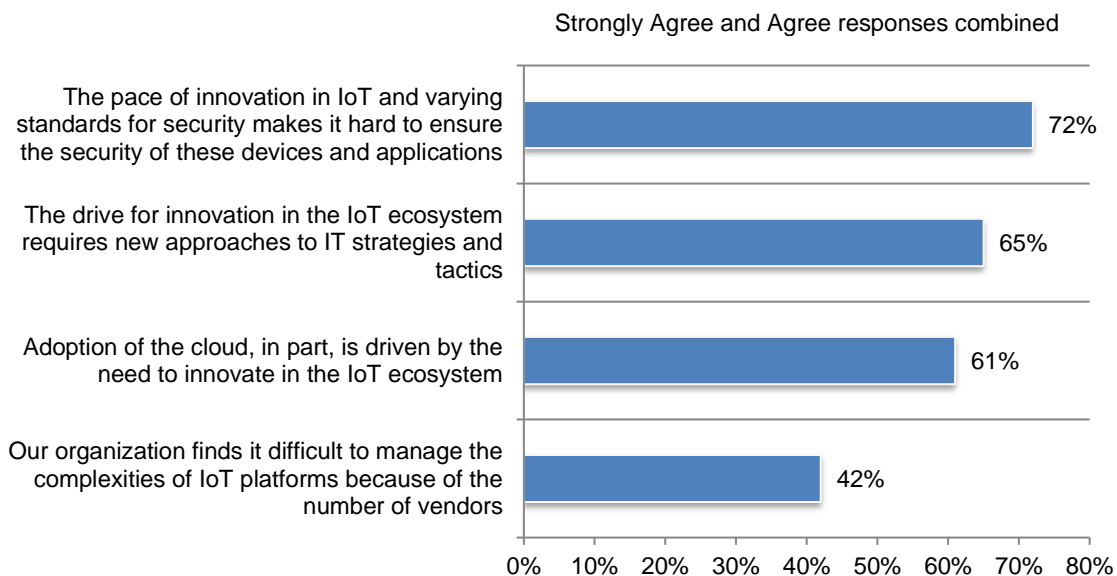 Strongly Agree and Agree responses combined
The pace of innovation in IoT and varying
standards for security makes it hard to ensure
the security of these devices and applications
72%
The drive for innovation in the IoT ecosystem
requires new approaches to IT strategies and
tactics
65%
Adoption of the cloud, in part, is driven by the
need to innovate in the IoT ecosystem
61%
Our organization finds it difficult to manage the
complexities of IoT platforms because of the
number of vendors
42%
0% 10% 20% 30% 40% 50% 60% 70% 80%